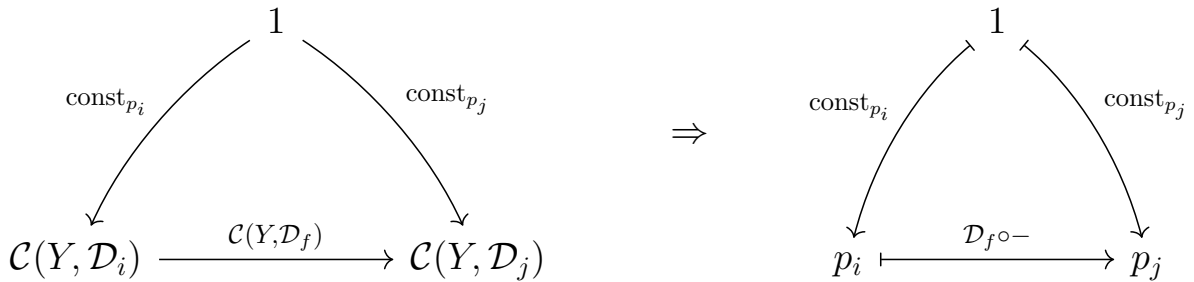 1 1
const_{p_i} const_{p_j} const_{p_i} const_{p_j}
⇒
𝒞(Y,𝒟_f) 𝒟_f∘−
𝒞(Y, 𝒟_i) 𝒞(Y, 𝒟_j) p_i p_j